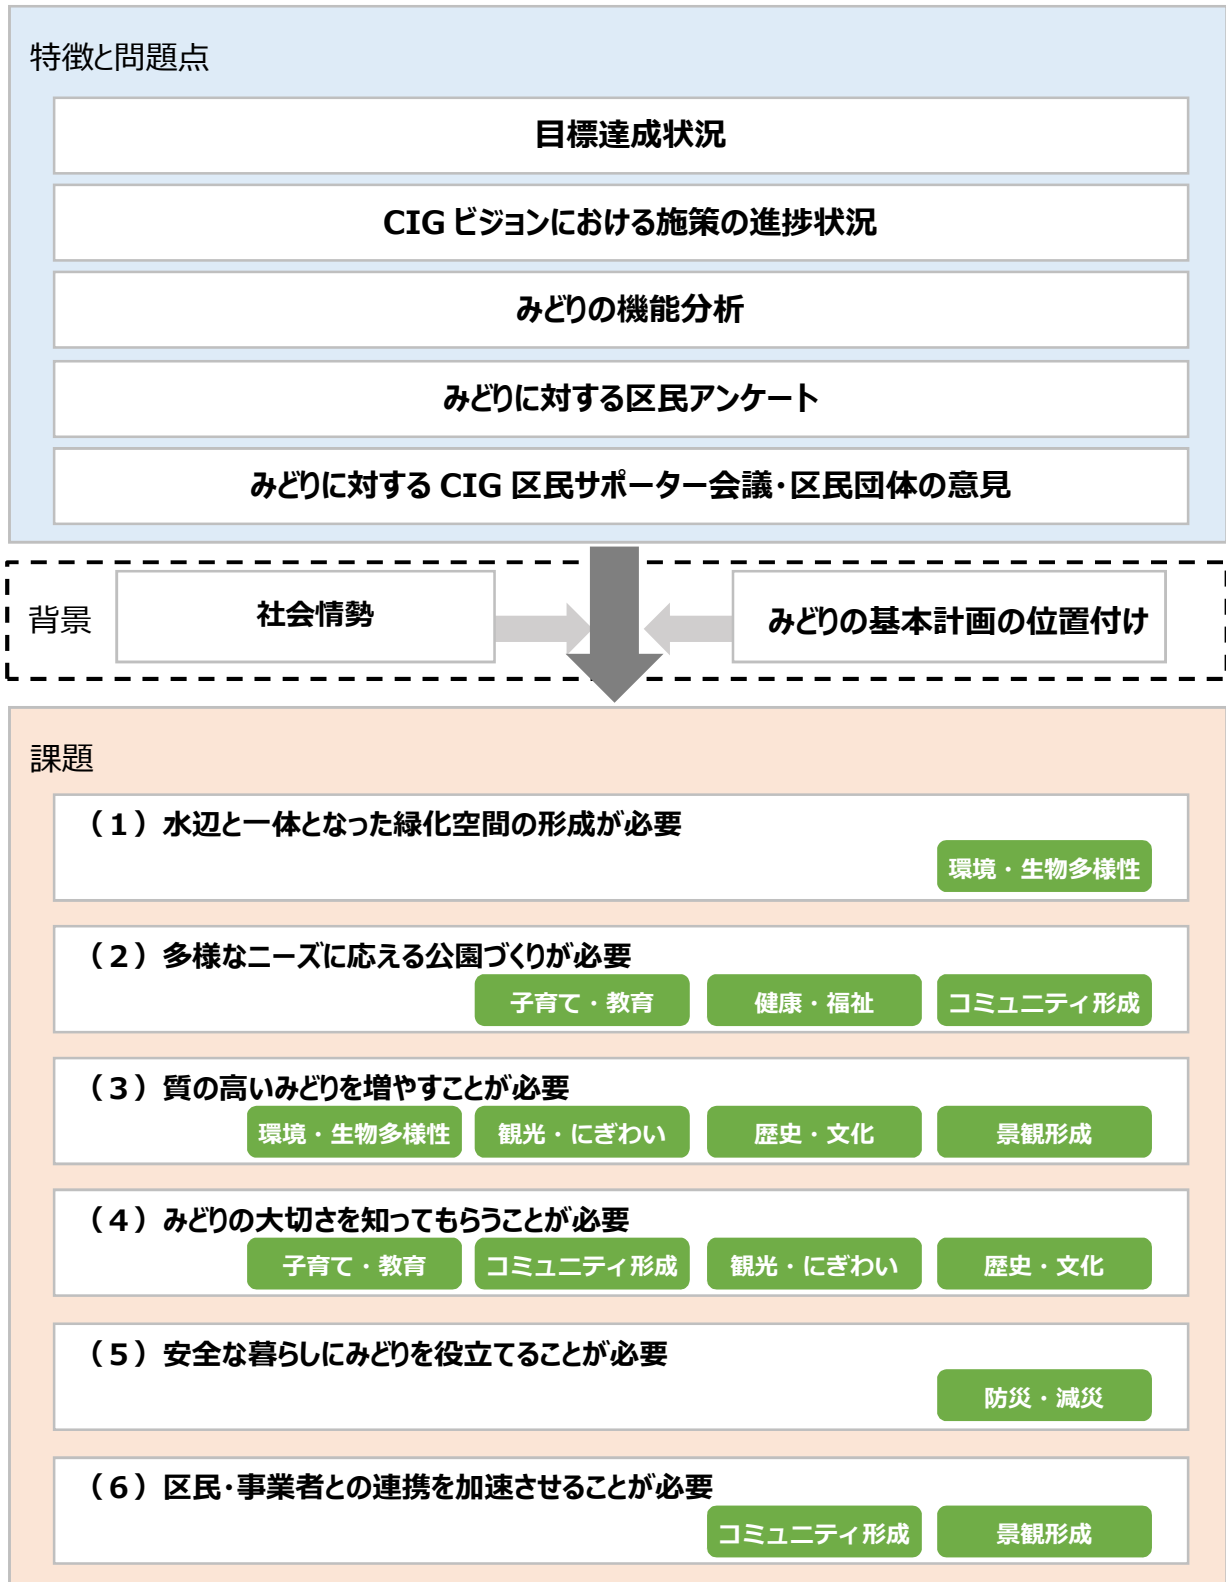 特徴と問題点
目標達成状況
CIG ビジョンにおける施策の進捗状況
みどりの機能分析
みどりに対する区民アンケート
みどりに対する CIG 区民サポーター会議・区民団体の意見
背景
社会情勢
みどりの基本計画の位置付け
課題
（１）水辺と一体となった緑化空間の形成が必要
環境・生物多様性
（２）多様なニーズに応える公園づくりが必要
子育て・教育 健康・福祉 コミュニティ形成
（３）質の高いみどりを増やすことが必要
環境・生物多様性 観光・にぎわい 歴史・文化 景観形成
（４）みどりの大切さを知ってもらうことが必要
子育て・教育 コミュニティ形成 観光・にぎわい 歴史・文化
（５）安全な暮らしにみどりを役立てることが必要
防災・減災
（６）区民・事業者との連携を加速させることが必要
コミュニティ形成 景観形成